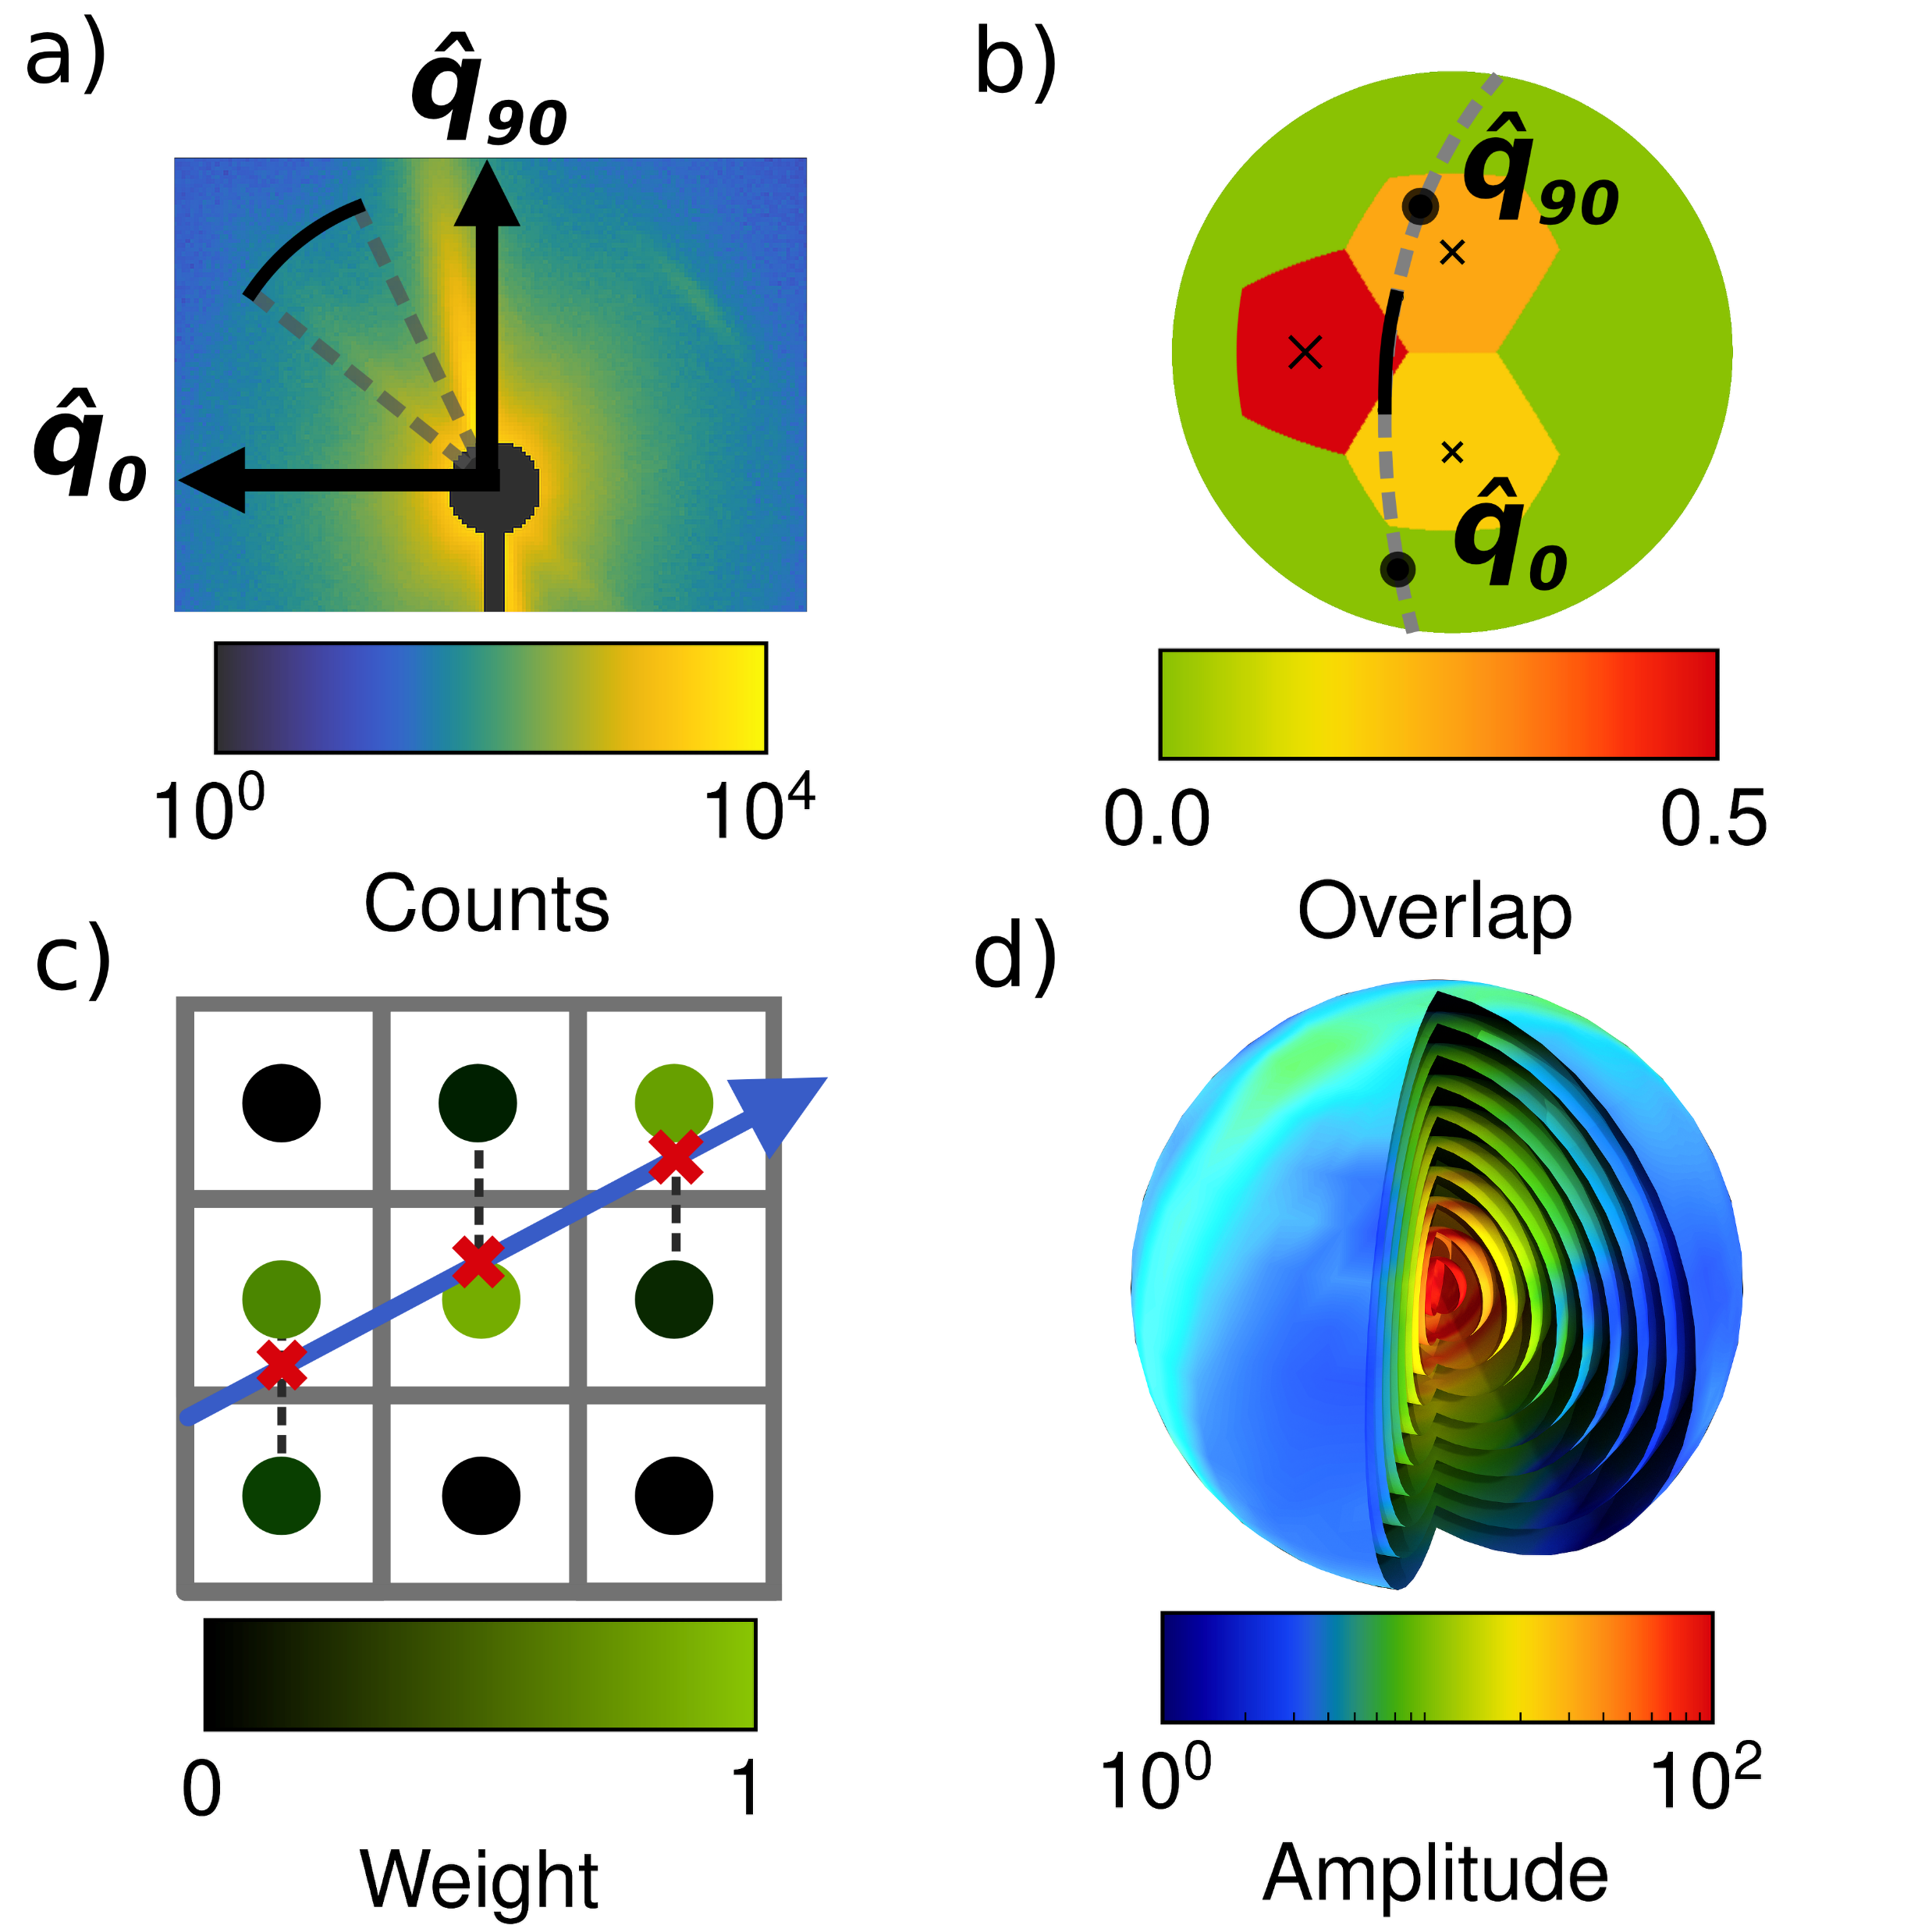 a)
q̂90
q̂0
10^0 10^4
Counts
b)
q̂90
q̂0
0.0 0.5
Overlap
c)
0 1
Weight
d)
10^0 10^2
Amplitude